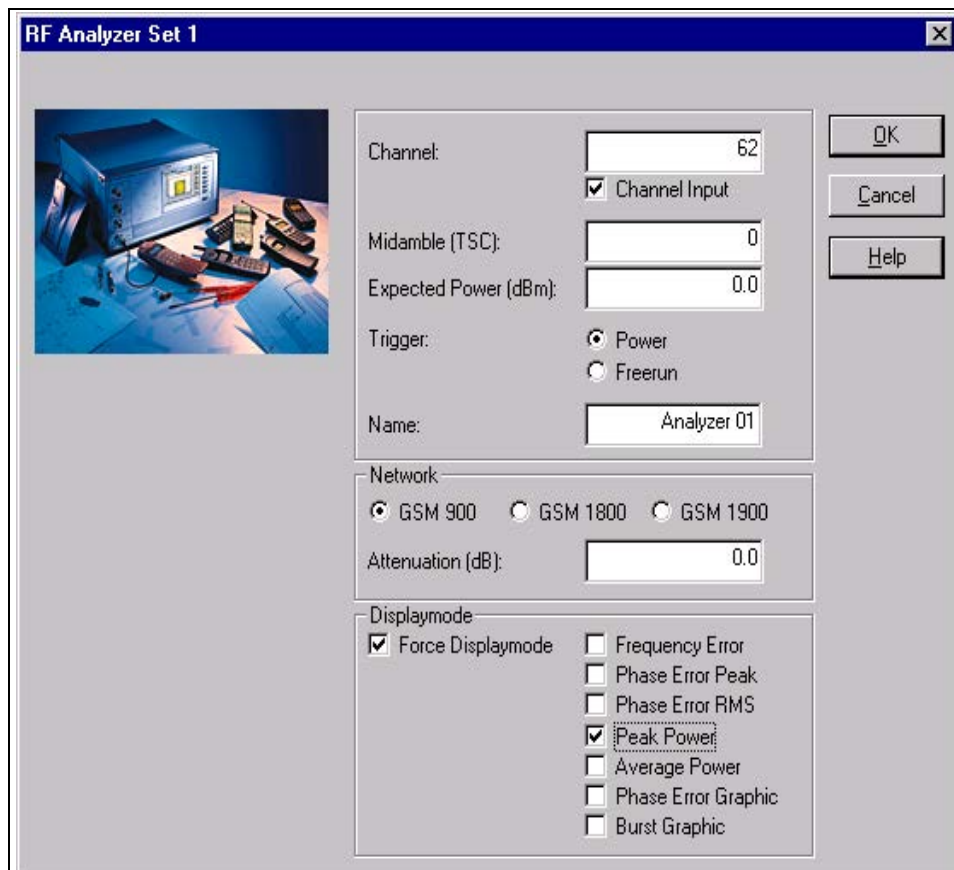 RF Analyzer Set 1
Channel: 62
Channel Input
Midamble (TSC): 0
Expected Power (dBm): 0.0
Trigger: Power
Freerun
Name: Analyzer 01
OK
Cancel
Help
Network
GSM 900 GSM 1800 GSM 1900
Attenuation (dB): 0.0
Displaymode
Force Displaymode Frequency Error
Phase Error Peak
Phase Error RMS
Peak Power
Average Power
Phase Error Graphic
Burst Graphic